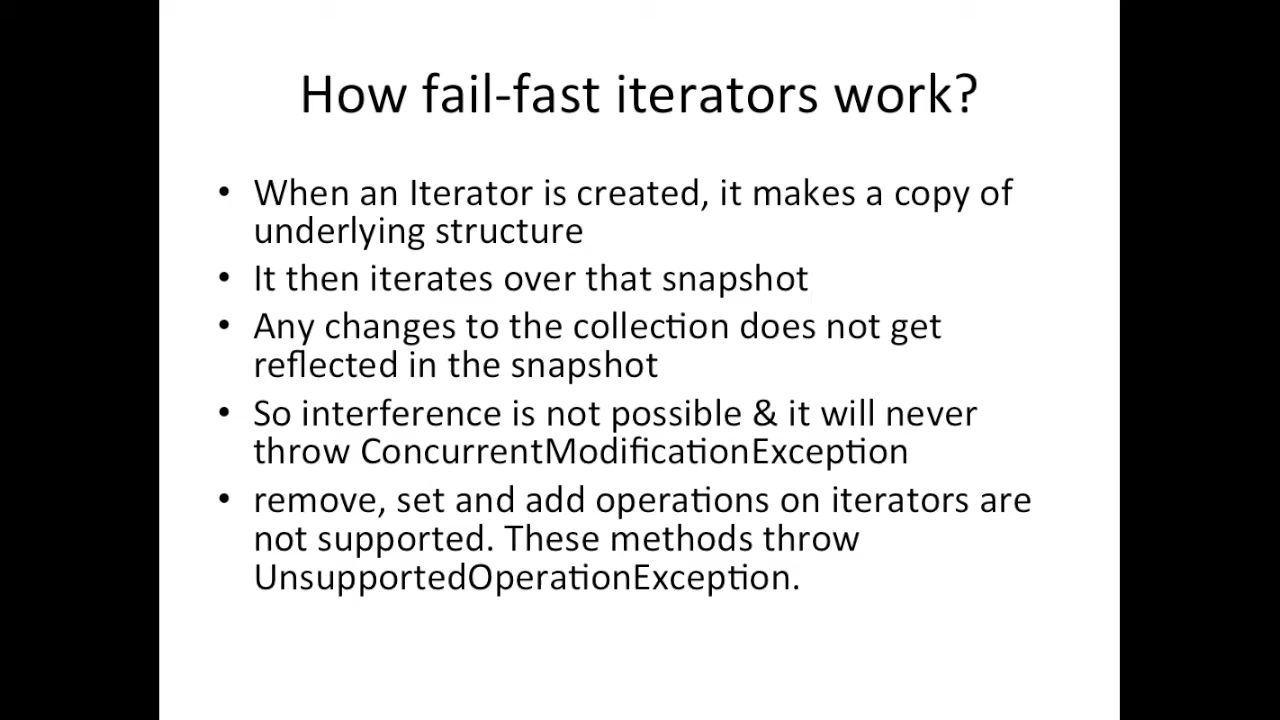 How fail-fast iterators work?
• When an Iterator is created, it makes a copy of
underlying structure
• It then iterates over that snapshot
• Any changes to the collection does not get
reflected in the snapshot
• So interference is not possible & it will never
throw ConcurrentModificationException
• remove, set and add operations on iterators are
not supported. These methods throw
UnsupportedOperationException.